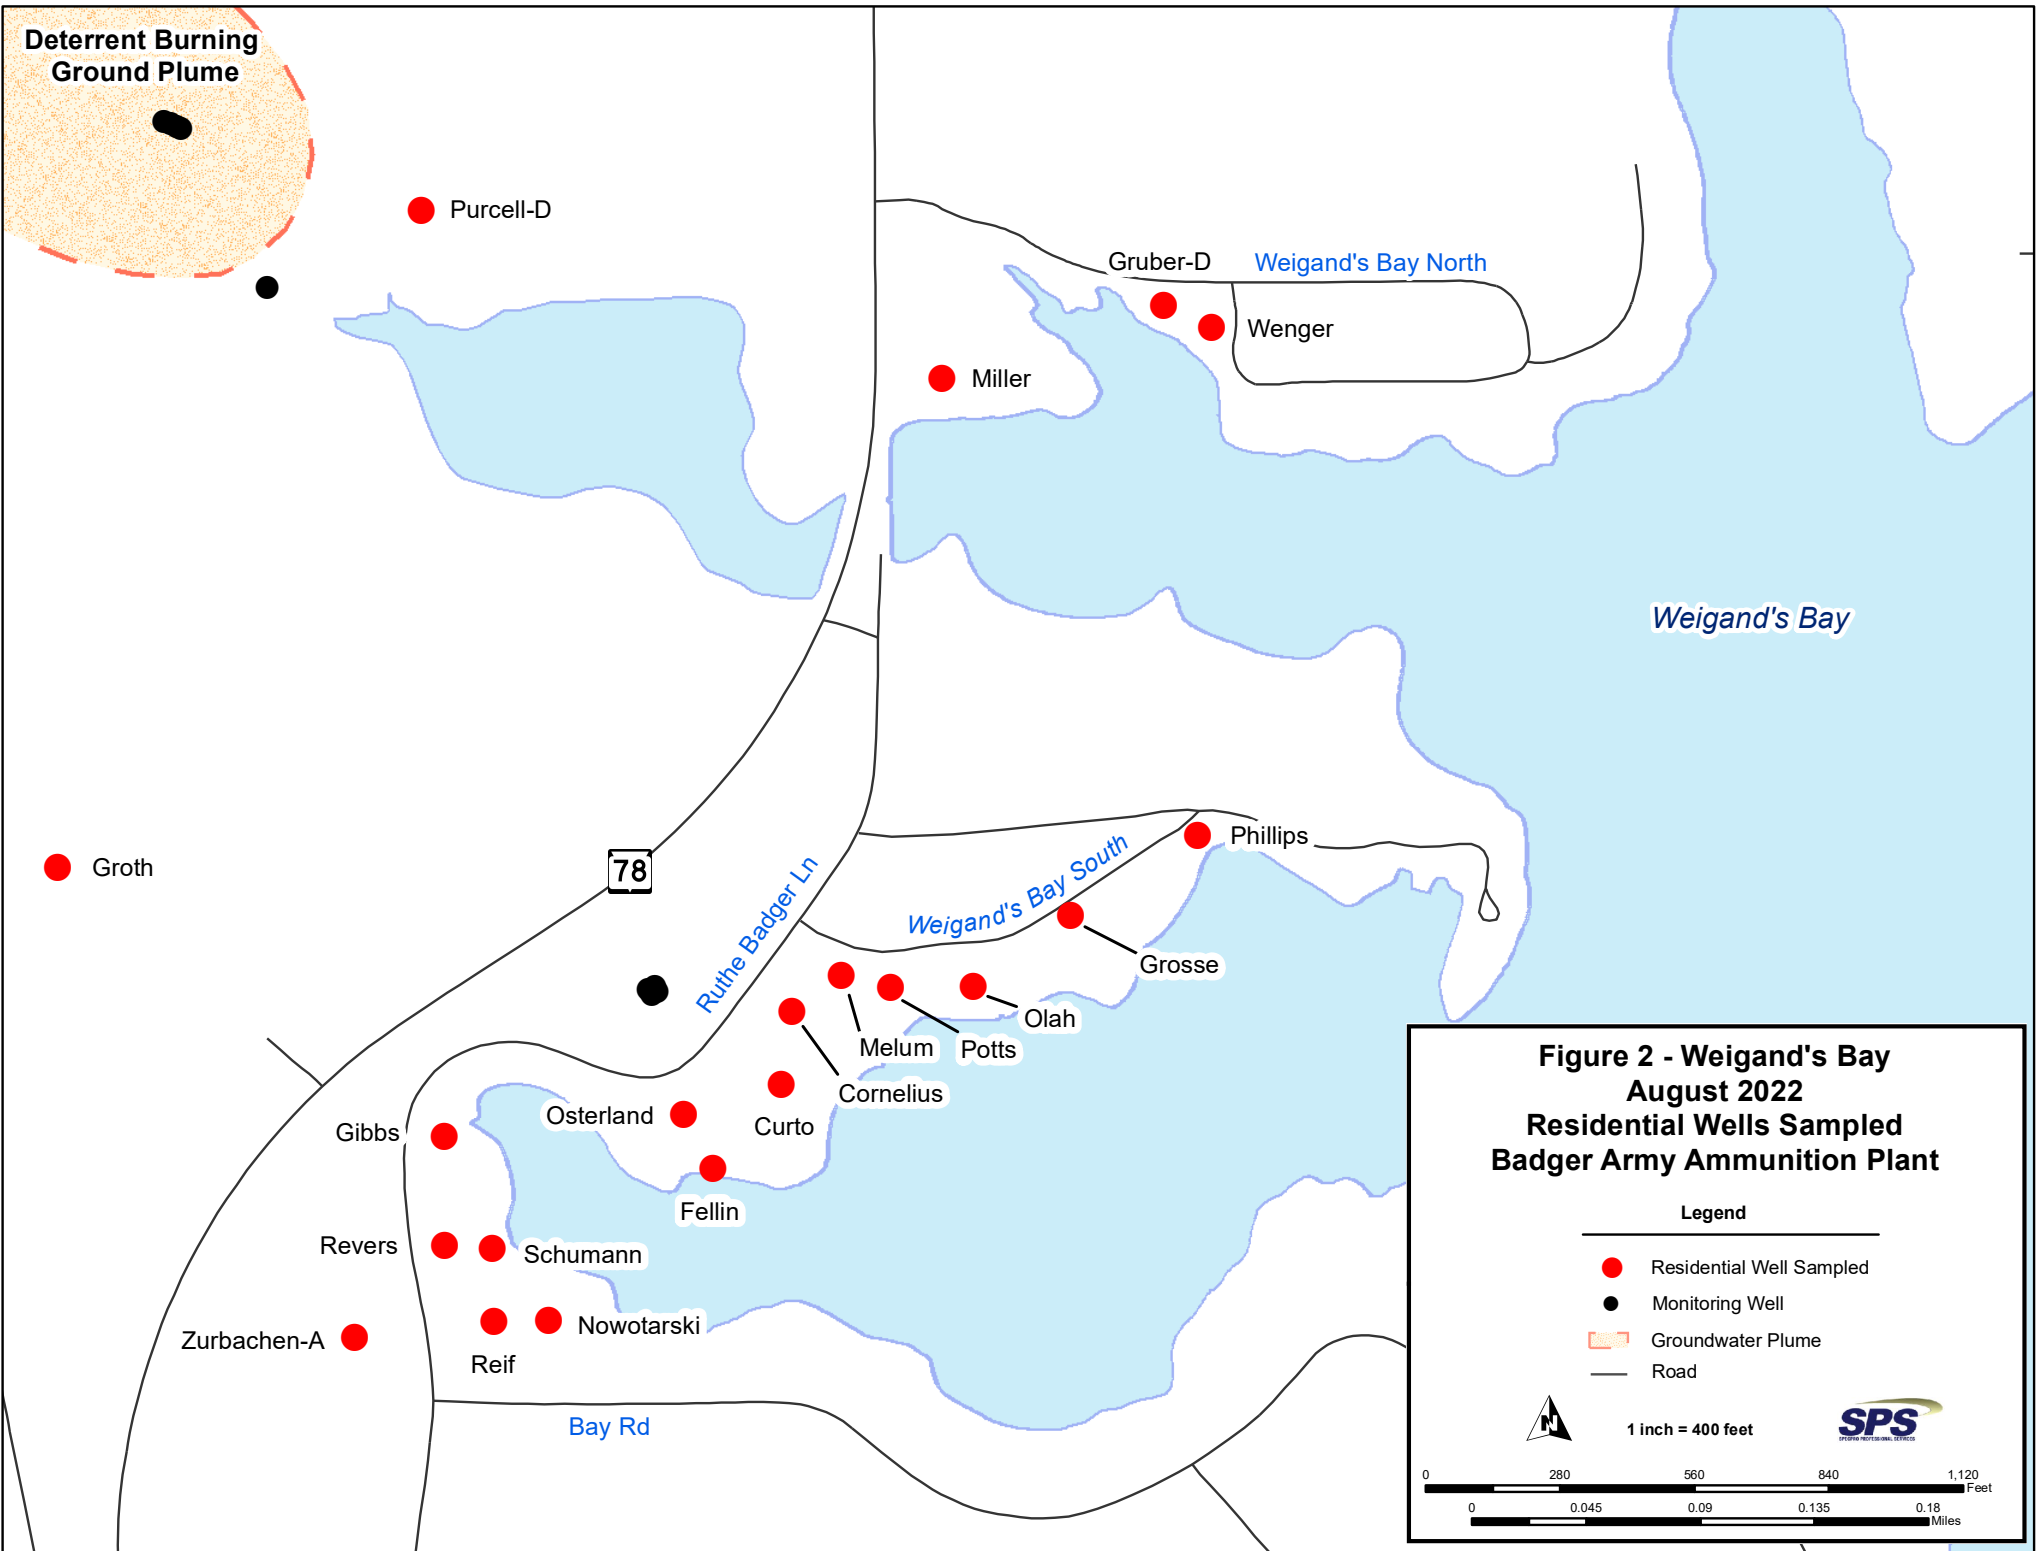 Deterrent Burning
Ground Plume
Purcell-D
Gruber-D
Weigand's Bay North
Wenger
Miller
Weigand's Bay
Groth
78
Phillips
Ruthe Badger Ln
Weigand's Bay South
Grosse
Olah
Melum
Potts
Cornelius
Osterland
Curto
Gibbs
Fellin
Revers
Schumann
Zurbachen-A
Nowotarski
Reif
Bay Rd
Figure 2 - Weigand's Bay
August 2022
Residential Wells Sampled
Badger Army Ammunition Plant
Legend
Residential Well Sampled
Monitoring Well
Groundwater Plume
Road
N
1 inch = 400 feet
SPS
SPECPRO PROFESSIONAL SERVICES
0 280 560 840 1,120
Feet
0 0.045 0.09 0.135 0.18
Miles